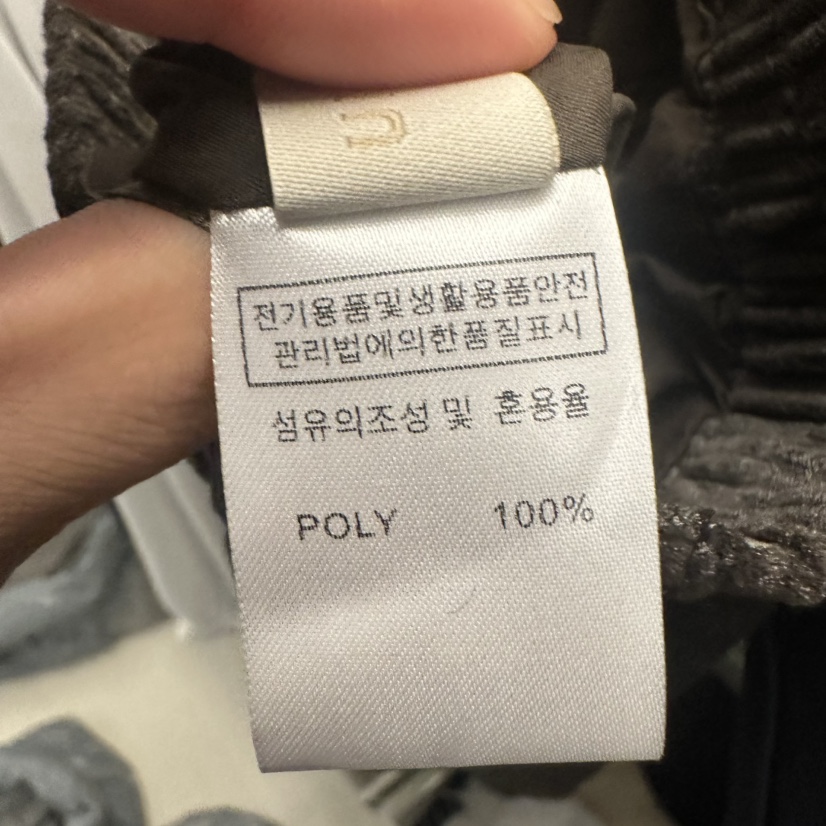 전기용품및생활용품안전
관리법에의한품질표시
섬유의조성 및 혼용율
POLY 100%